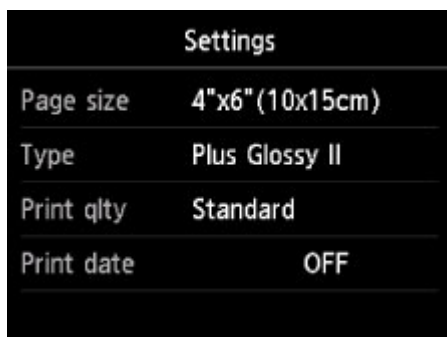 Settings
Page size 4"x6"(10x15cm)
Type Plus Glossy II
Print qlty Standard
Print date OFF